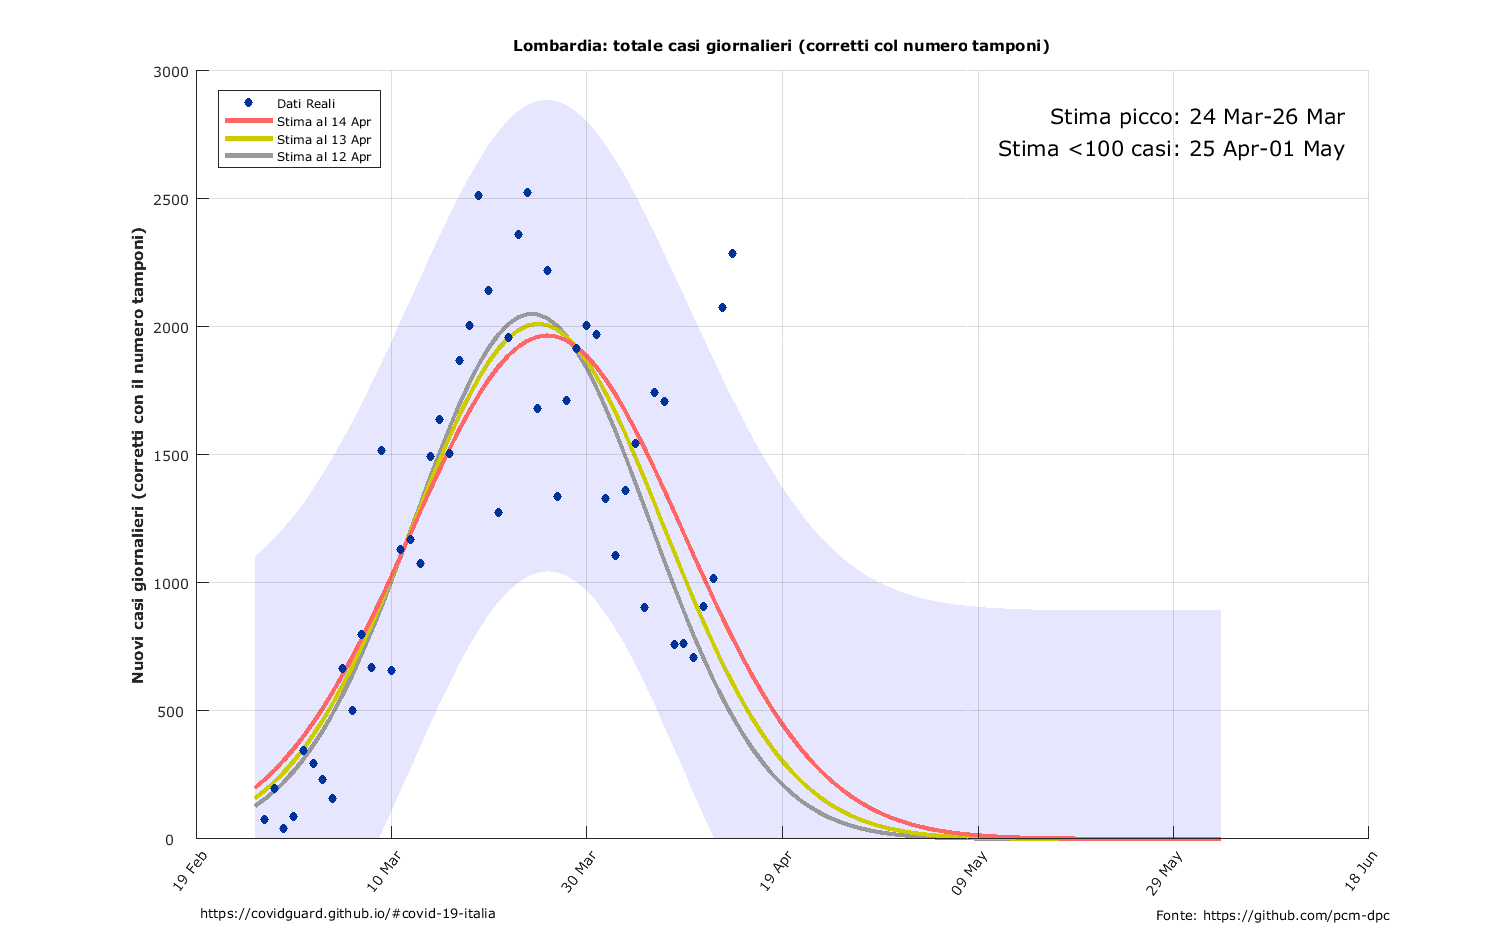 Lombardia: totale casi giornalieri (corretti col numero tamponi)
Nuovi casi giornalieri (corretti con il numero tamponi)
3000
2500
2000
1500
1000
500
0
Dati Reali
Stima al 14 Apr
Stima al 13 Apr
Stima al 12 Apr
Stima picco: 24 Mar-26 Mar
Stima <100 casi: 25 Apr-01 May
19 Feb
10 Mar
30 Mar
19 Apr
09 May
29 May
18 Jun
https://covidguard.github.io/#covid-19-italia
Fonte: https://github.com/pcm-dpc